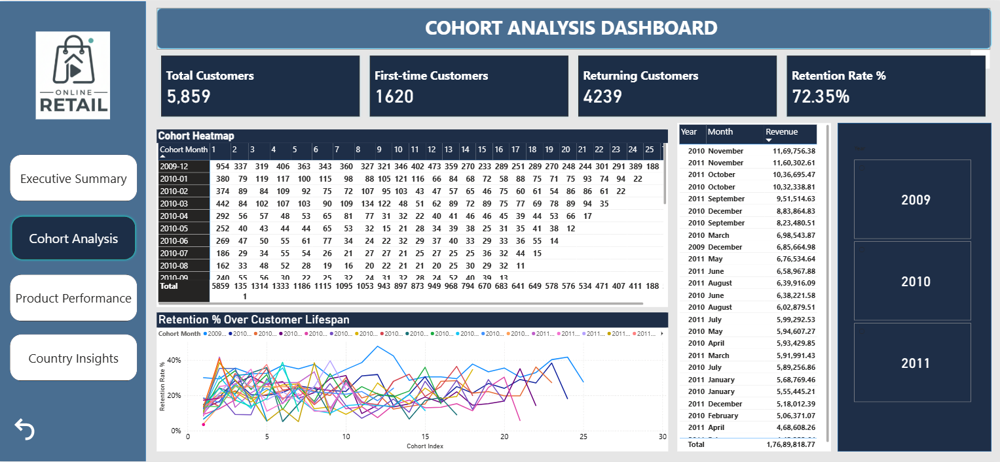 COHORT ANALYSIS DASHBOARD
ONLINE
RETAIL
Executive Summary
Cohort Analysis
Product Performance
Country Insights
Total Customers
5,859
First-time Customers
1620
Returning Customers
4239
Retention Rate %
72.35%
Cohort Heatmap
Cohort Month 1 2 3 4 5 6 7 8 9 10 11 12 13 14 15 16 17 18 19 20 21 22 23 24 25
2009-12 954 337 319 406 363 343 360 327 321 346 402 473 359 270 233 289 251 289 270 248 244 301 291 389 188
2010-01 380 79 119 117 100 115 98 88 105 121 116 66 84 68 72 58 88 75 71 75 93 74 94 22
2010-02 374 89 84 109 92 75 72 107 95 103 43 47 57 65 46 75 60 61 54 86 86 61 22
2010-03 442 84 102 107 103 90 109 134 122 48 51 62 89 72 89 75 77 69 78 89 94 35
2010-04 292 56 57 48 53 65 81 77 31 32 22 40 41 46 46 45 39 44 53 66 17
2010-05 252 40 43 44 44 65 53 32 15 21 28 34 39 38 25 31 35 41 38 12
2010-06 269 47 50 55 61 77 34 24 22 32 29 37 40 33 29 33 36 55 14
2010-07 186 29 34 55 54 26 21 27 27 21 25 27 25 25 36 32 44 15
2010-08 162 33 48 52 28 19 16 20 22 21 21 20 25 30 29 32 11
2010-09 240 55 56 30 22 25 32 24 31 32 28 24 52 40 39 13
Total 5859 135
1 1314 1333 1186 1115 1095 1053 943 897 873 949 968 794 670 683 641 649 578 576 534 471 407 411 188
Retention % Over Customer Lifespan
Cohort Month 2009... 2010... 2010... 2010... 2010... 2010... 2010... 2010... 2010... 2010... 2010... 2010... 2010... 2011... 2011... 2011... 2011... 2011...
Retention Rate %
40%
20%
0%
0 5 10 15 20 25 30
Cohort Index
Year Month Revenue
2010 November 11,69,756.38
2011 November 11,60,302.61
2011 October 10,36,695.47
2010 October 10,32,338.81
2011 September 9,51,514.63
2010 December 8,83,864.83
2010 September 8,23,480.51
2010 March 6,98,543.87
2009 December 6,85,664.98
2011 May 6,76,534.64
2011 June 6,58,967.88
2011 August 6,39,916.09
2010 June 6,38,221.58
2010 August 6,02,879.51
2011 July 5,99,292.53
2010 May 5,94,607.27
2010 April 5,93,429.85
2011 March 5,91,991.43
2010 July 5,89,256.86
2011 January 5,68,769.46
2010 January 5,55,445.21
2011 December 5,18,012.39
2010 February 5,06,371.07
2011 April 4,68,608.26
Total 1,76,89,818.77
2009
2010
2011